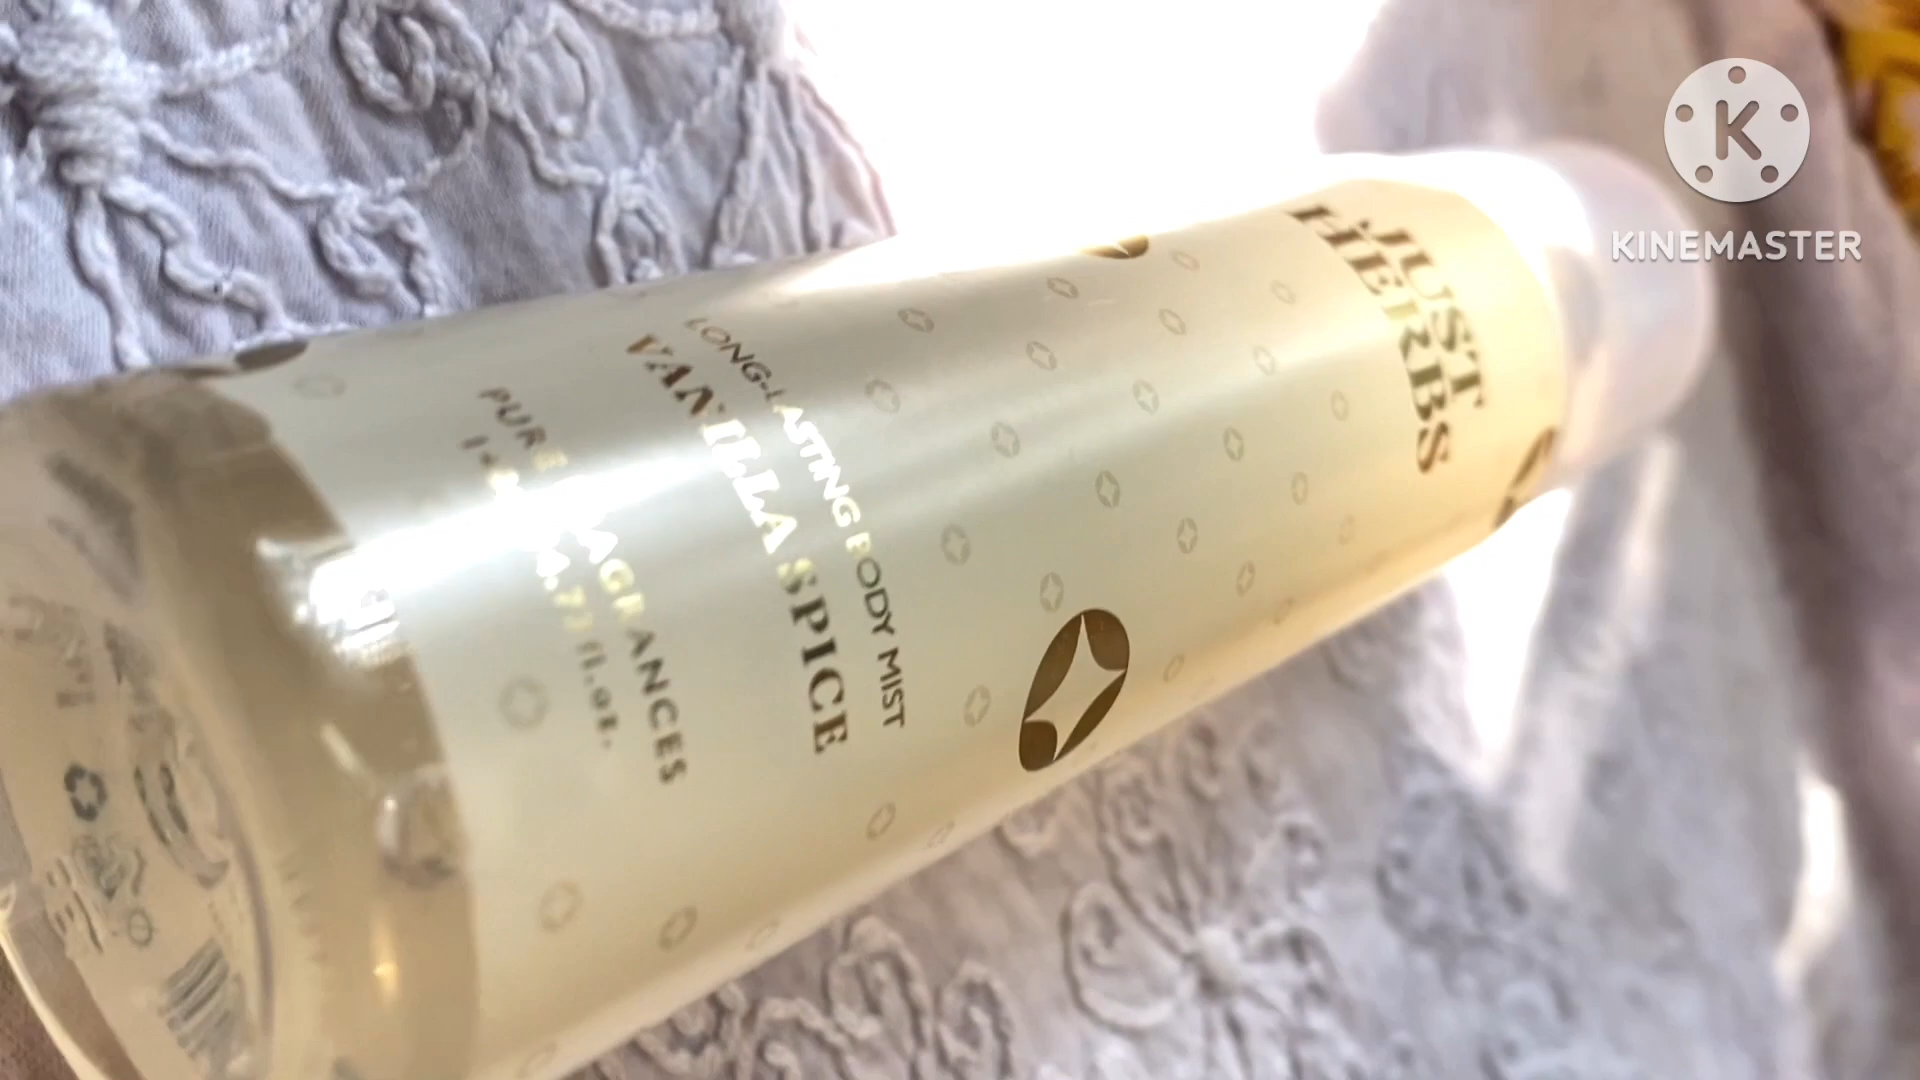 JUST
HERBS
LONG-LASTING BODY MIST
VANILLA SPICE
PURE FRAGRANCES
fl.oz.
K
KINEMASTER